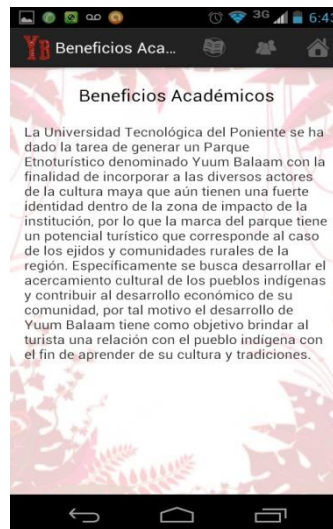 3G 6:43
YB Beneficios Aca...
Beneficios Académicos
La Universidad Tecnológica del Poniente se ha
dado la tarea de generar un Parque
Etnoturístico denominado Yuum Balaam con la
finalidad de incorporar a las diversos actores
de la cultura maya que aún tienen una fuerte
identidad dentro de la zona de impacto de la
institución, por lo que la marca del parque tiene
un potencial turístico que corresponde al caso
de los ejidos y comunidades rurales de la
región. Específicamente se busca desarrollar el
acercamiento cultural de los pueblos indígenas
y contribuir al desarrollo económico de su
comunidad, por tal motivo el desarrollo de
Yuum Balaam tiene como objetivo brindar al
turista una relación con el pueblo indígena con
el fin de aprender de su cultura y tradiciones.